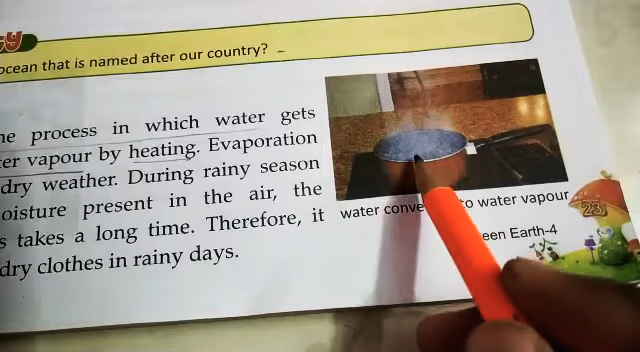 ocean that is named after our country?
he process in which water gets
ter vapour by heating. Evaporation
dry weather. During rainy season
oisture present in the air, the
s takes a long time. Therefore, it
dry clothes in rainy days.
water conve to water vapour
een Earth-4
23